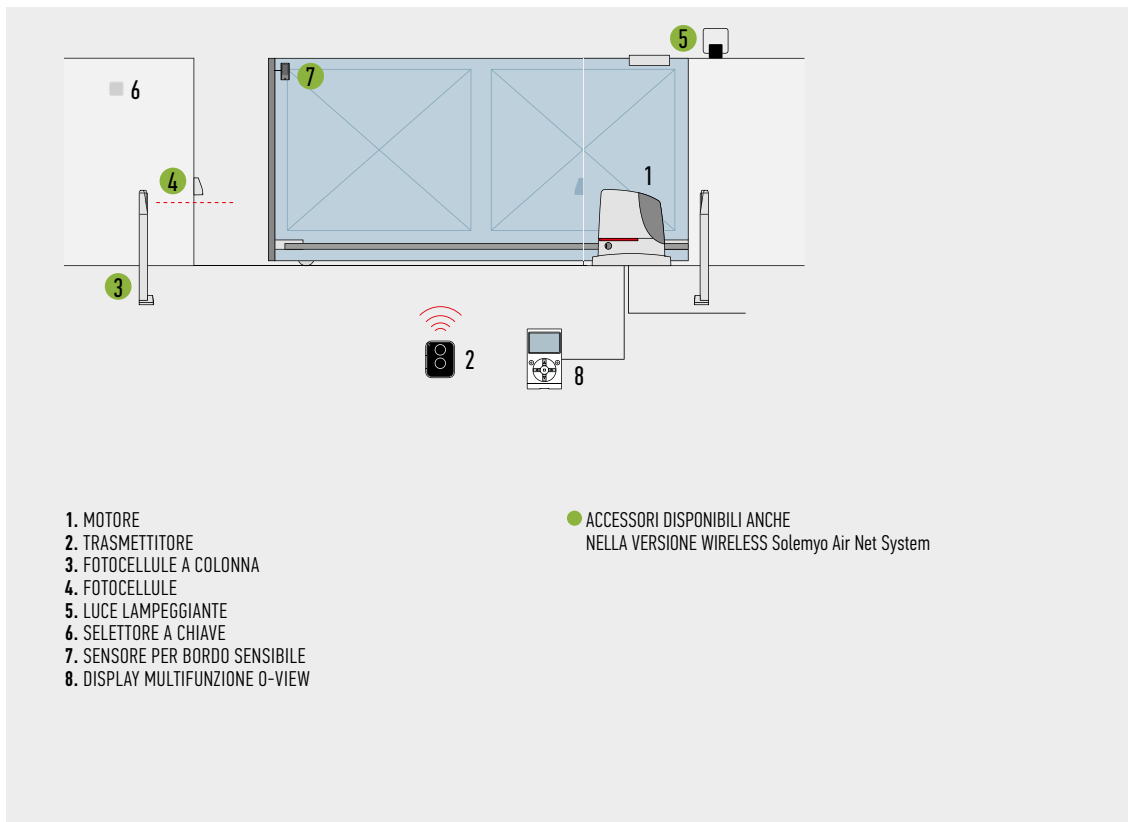 5
7
6
4
1
3
2
8
1. MOTORE
2. TRASMETTITORE
3. FOTOCELLULE A COLONNA
4. FOTOCELLULE
5. LUCE LAMPEGGIANTE
6. SELETTORE A CHIAVE
7. SENSORE PER BORDO SENSIBILE
8. DISPLAY MULTIFUNZIONE O-VIEW
ACCESSORI DISPONIBILI ANCHE
NELLA VERSIONE WIRELESS Solemyo Air Net System